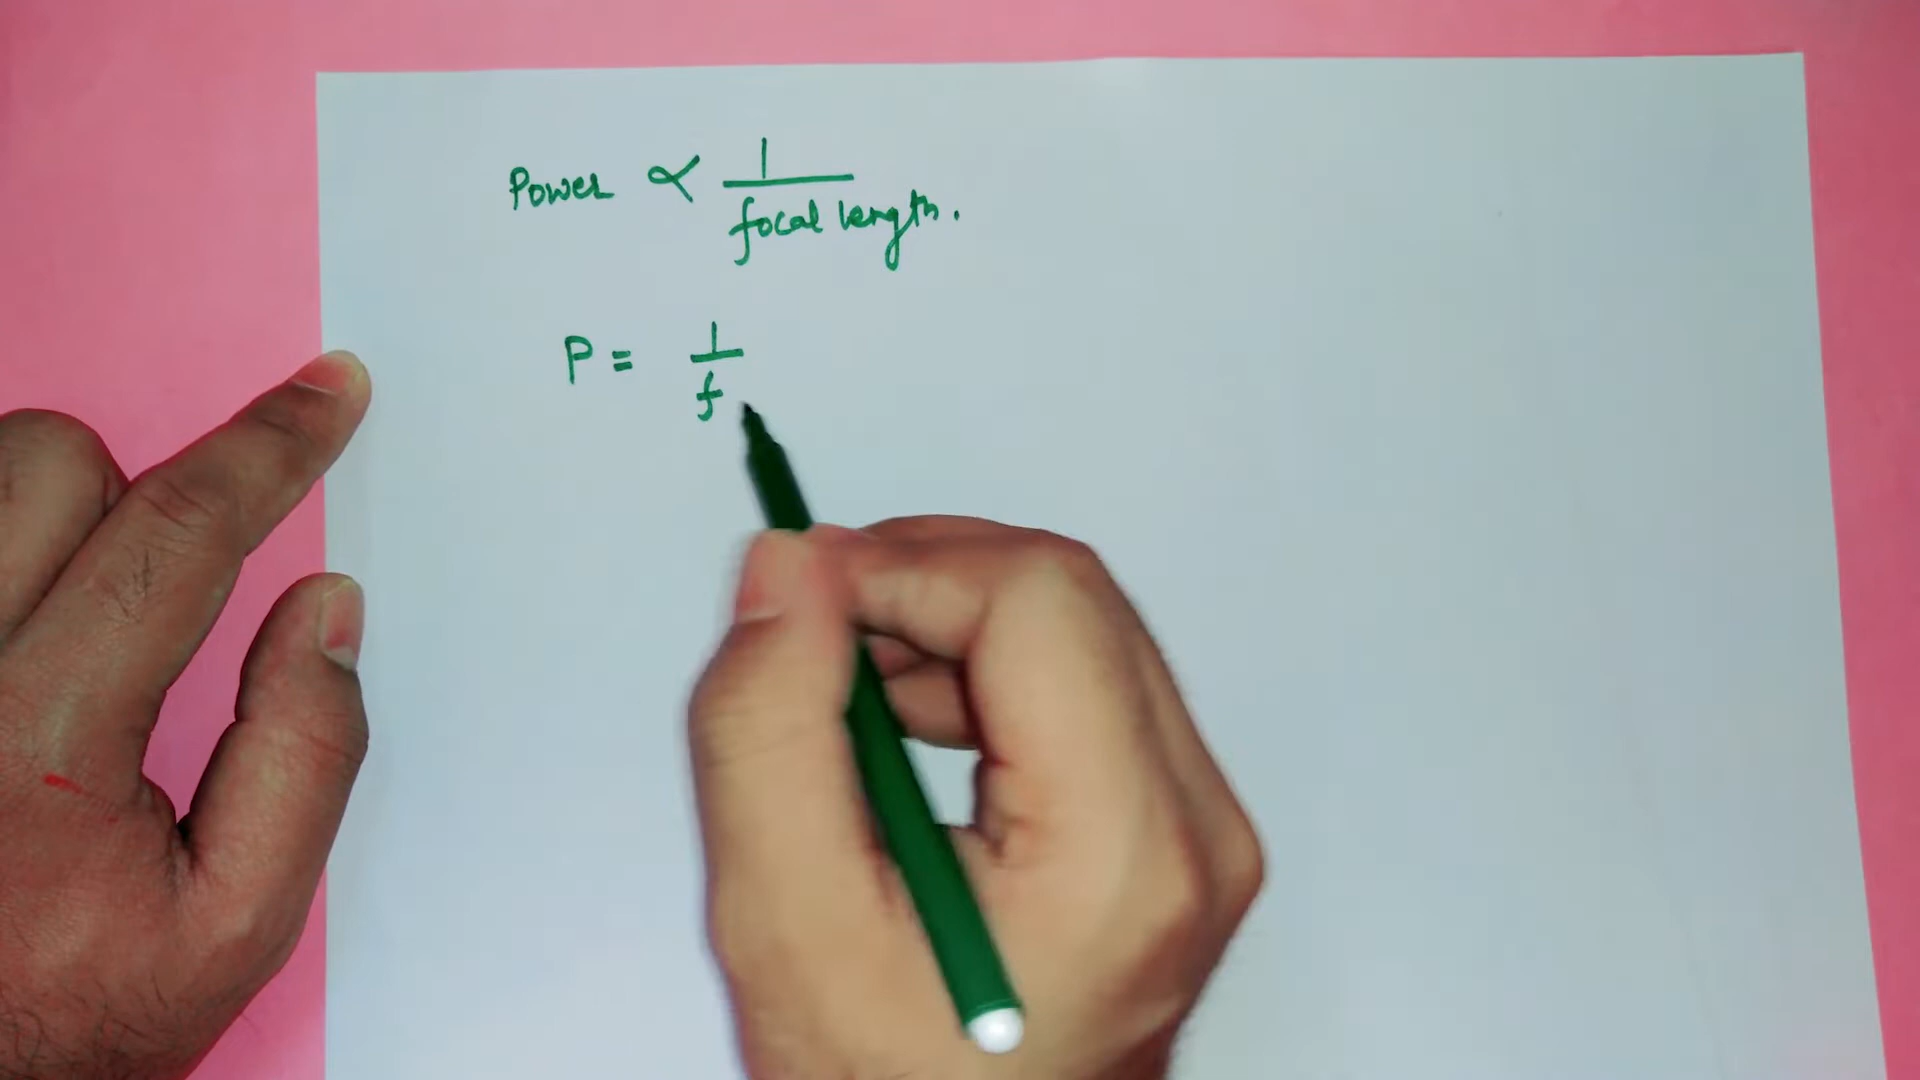 Power ∝ 1/focal length.
P = 1/f